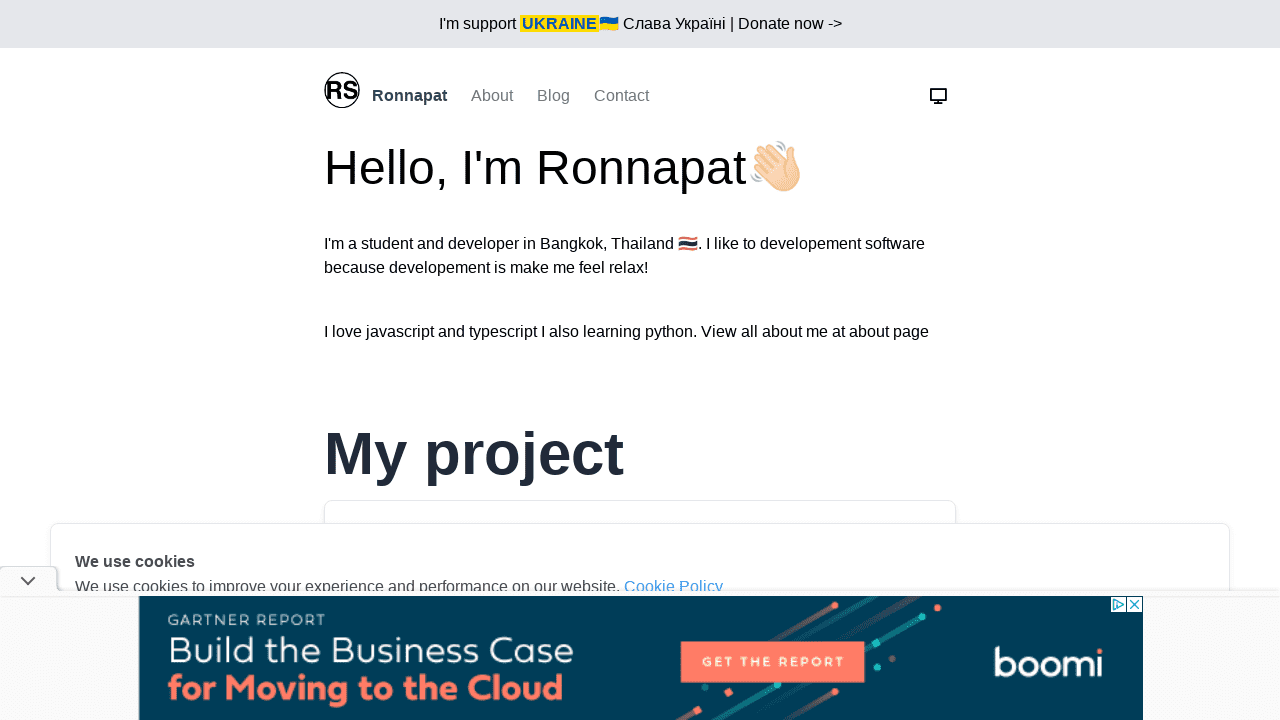 I'm support UKRAINE🇺🇦 Слава Україні | Donate now ->
RS
Ronnapat About Blog Contact
Hello, I'm Ronnapat👋🏻
I'm a student and developer in Bangkok, Thailand 🇹🇭. I like to developement software
because developement is make me feel relax!
I love javascript and typescript I also learning python. View all about me at about page
My project
We use cookies
We use cookies to improve your experience and performance on our website. Cookie Policy
GARTNER REPORT
Build the Business Case
for Moving to the Cloud
GET THE REPORT
boomi